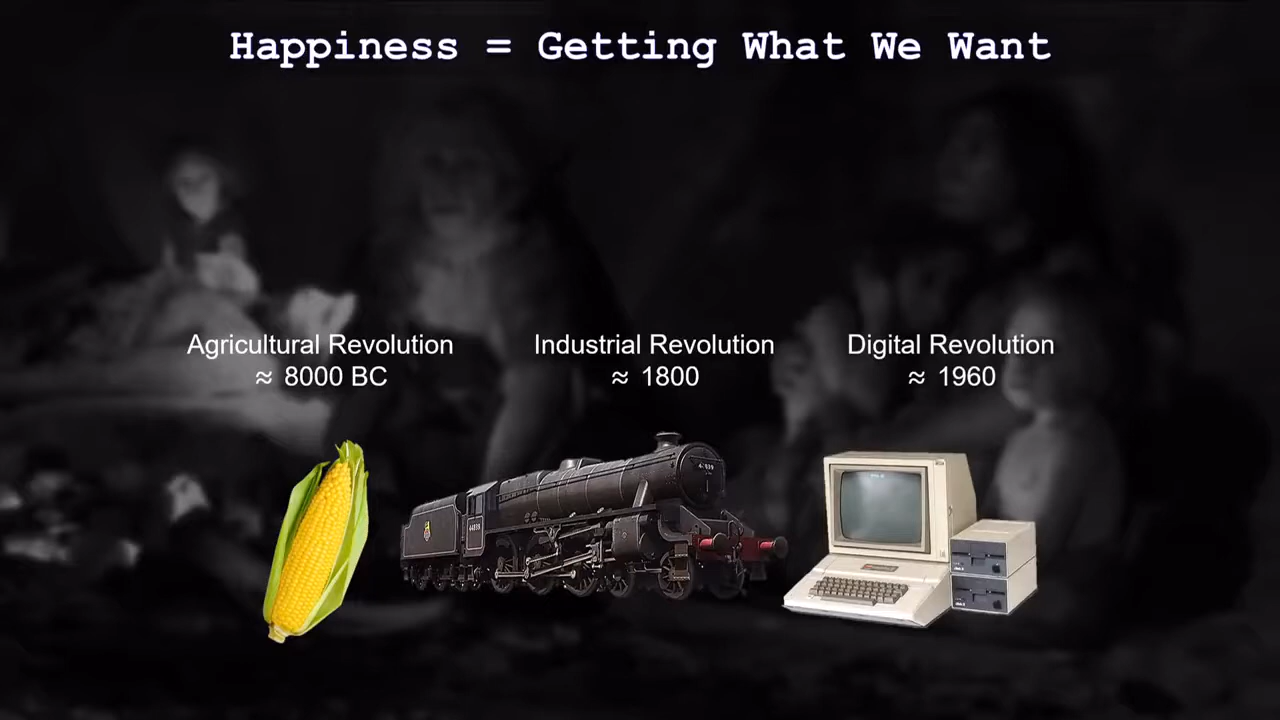 Happiness = Getting What We Want
Agricultural Revolution
≈ 8000 BC
Industrial Revolution
≈ 1800
Digital Revolution
≈ 1960